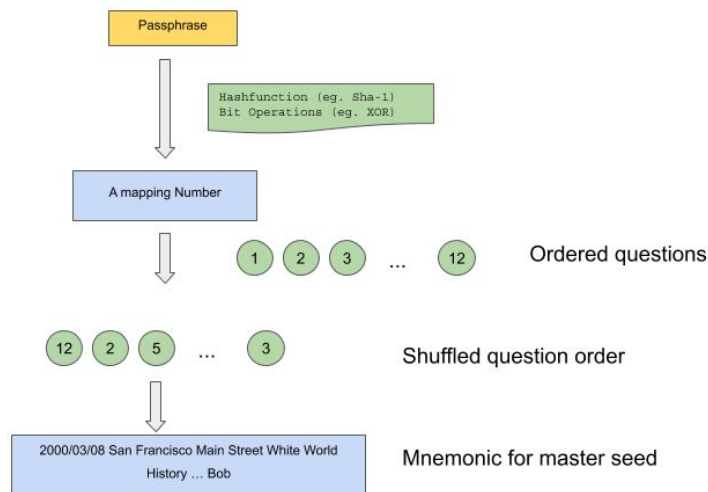 Passphrase
Hashfunction (eg. Sha-1)
Bit Operations (eg. XOR)
A mapping Number
1 2 3 ... 12
Ordered questions
12 2 5 ... 3
Shuffled question order
2000/03/08 San Francisco Main Street White World
History ... Bob
Mnemonic for master seed